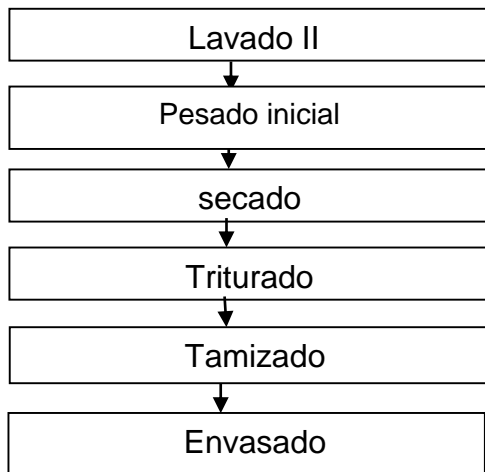 Lavado II
Pesado inicial
secado
Triturado
Tamizado
Envasado